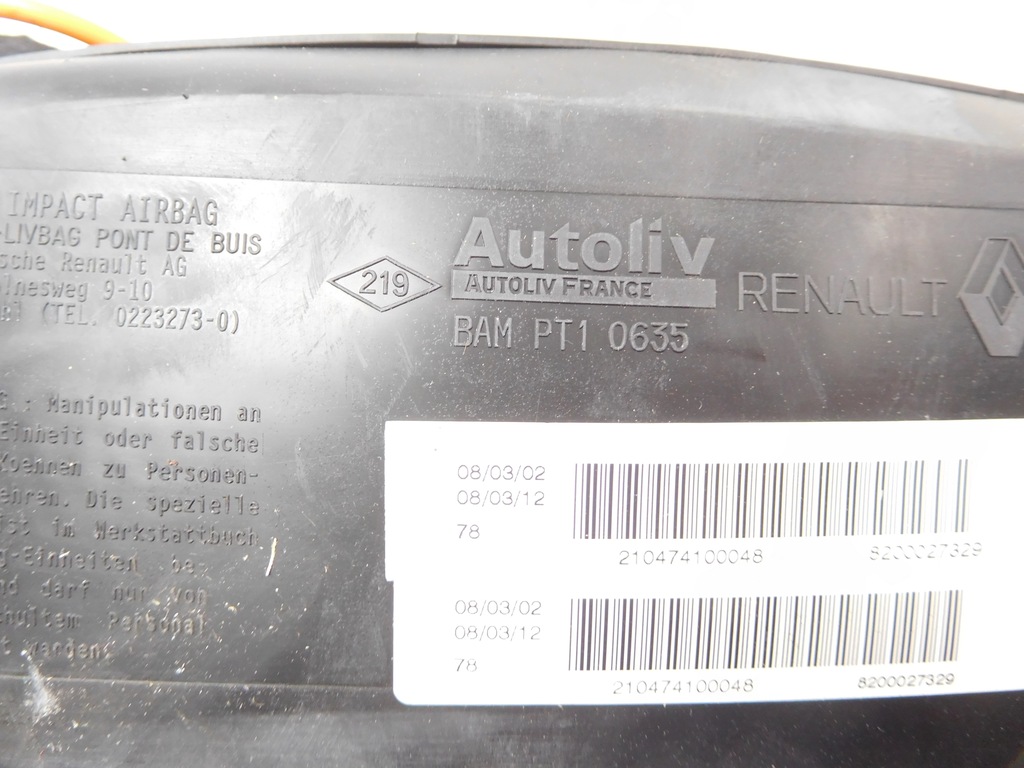 IMPACT AIRBAG
-LIVBAG PONT DE BUIS
sche Renault AG
lnesweg 9-10
(TEL. 0223273-0)
219
Autoliv
AUTOLIV FRANCE
BAM PT1 0635
RENAULT
: Manipulationen an
Einheit oder falsche
Koennen zu Personen-
ehren. Die spezielle
ist im Werkstattbuch
g-Einheiten be-
nd darf nur von
chultem Personal
t werden.
08/03/02
08/03/12
78
210474100048 8200027329
08/03/02
08/03/12
78
210474100048 8200027329